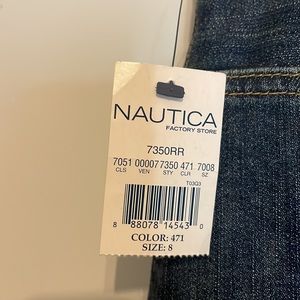 NAUTICA
FACTORY STORE
7350RR
7051 000077350 471 7008
CLS VEN STY CLR SZ
T03Q3
8 88078 14543 0
COLOR: 471
SIZE: 8